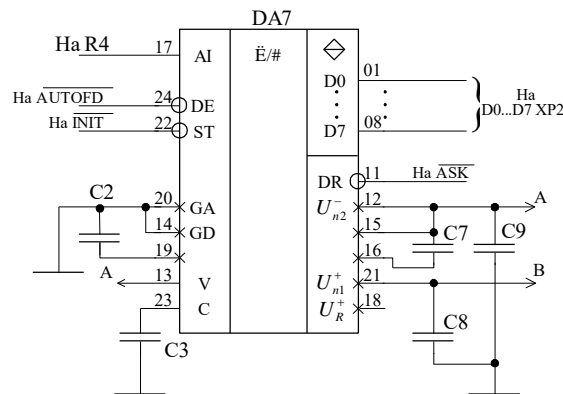 DA7
На R4
17
AI
Ë/#
D0
01
На
D0...D7 XP2
На AUTOFD
24
DE
На INIT
22
ST
D7
08
DR
11
На ASK
C2
20
GA
14
GD
19
A
13
V
23
C
C3
U⁻n2
12
A
15
C7
C9
16
U⁺n1
21
B
U⁺R
18
C8